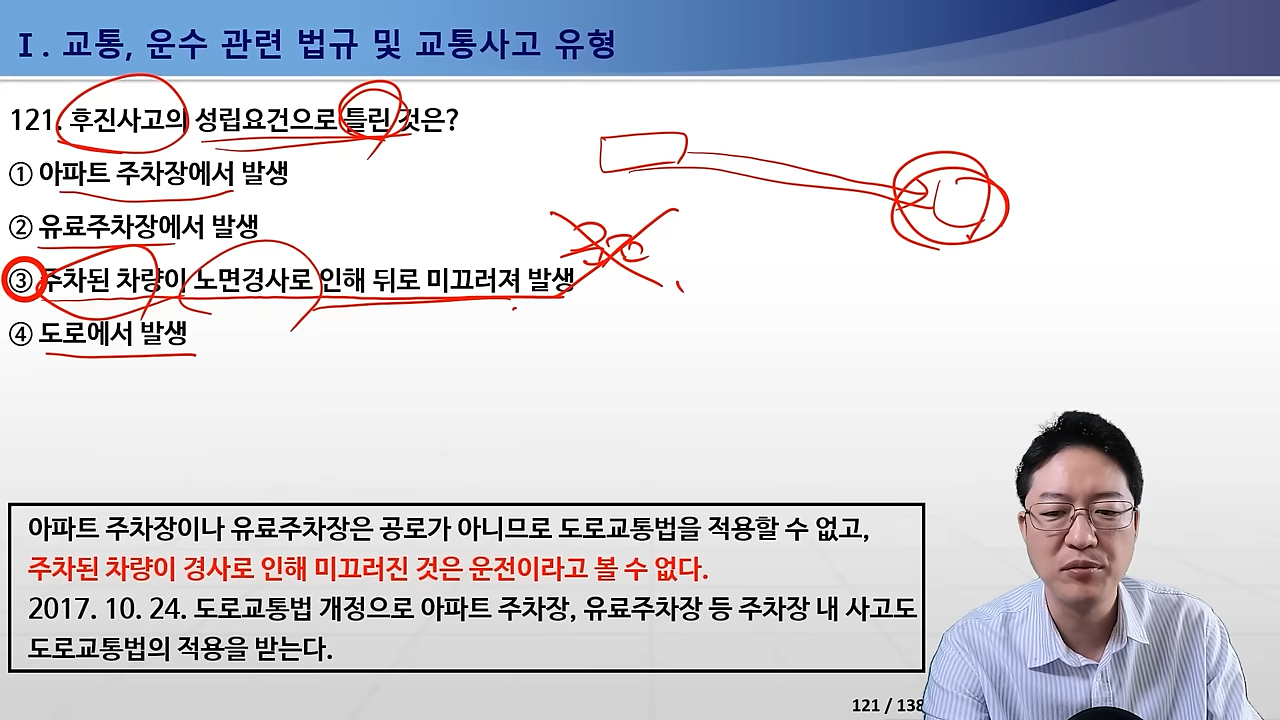 Ⅰ. 교통, 운수 관련 법규 및 교통사고 유형
121. 후진사고의 성립요건으로 틀린 것은?
① 아파트 주차장에서 발생
② 유료주차장에서 발생
③ 주차된 차량이 노면경사로 인해 뒤로 미끄러져 발생
④ 도로에서 발생
아파트 주차장이나 유료주차장은 공로가 아니므로 도로교통법을 적용할 수 없고,
주차된 차량이 경사로 인해 미끄러진 것은 운전이라고 볼 수 없다.
2017. 10. 24. 도로교통법 개정으로 아파트 주차장, 유료주차장 등 주차장 내 사고도
도로교통법의 적용을 받는다.
121 / 138